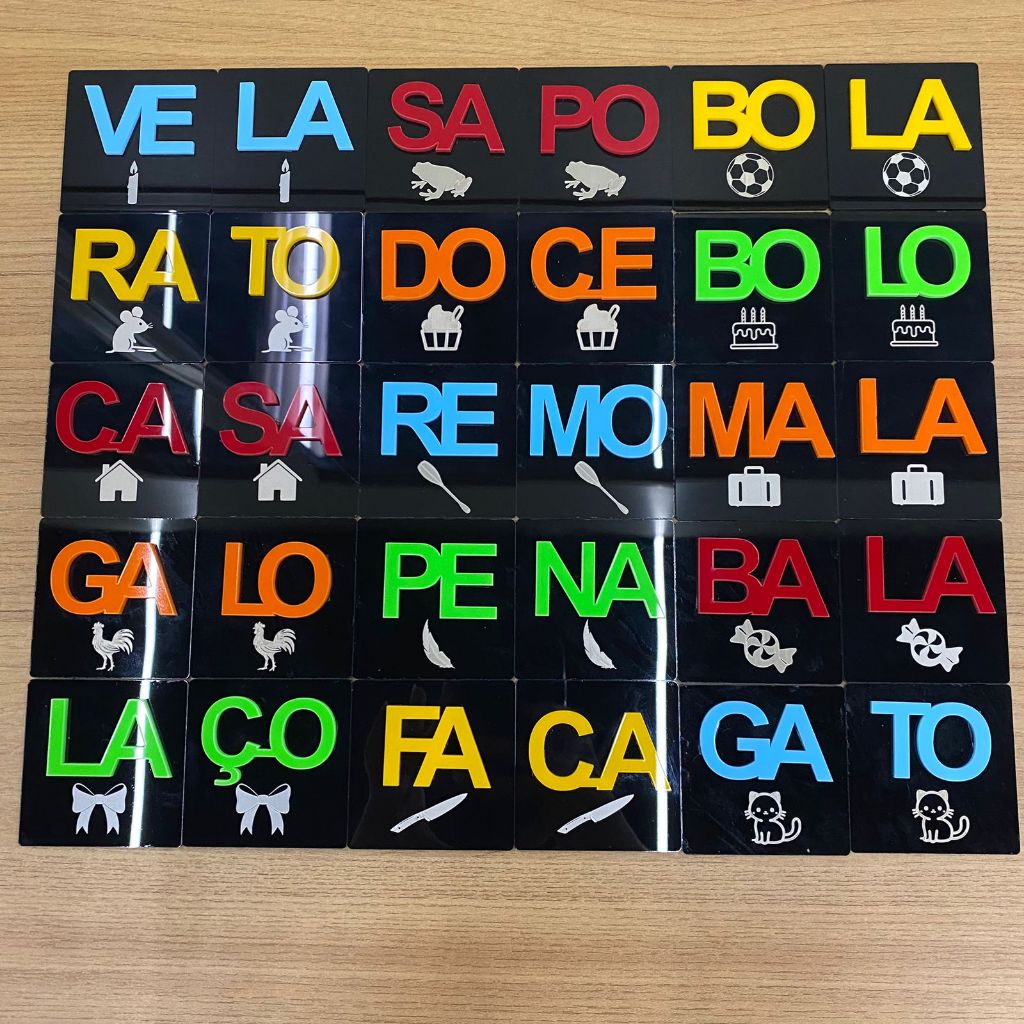 VE LA SA PO BO LA
RA TO DO CE BO LO
CA SA RE MO MA LA
GA LO PE NA BA LA
LA ÇO FA CA GA TO